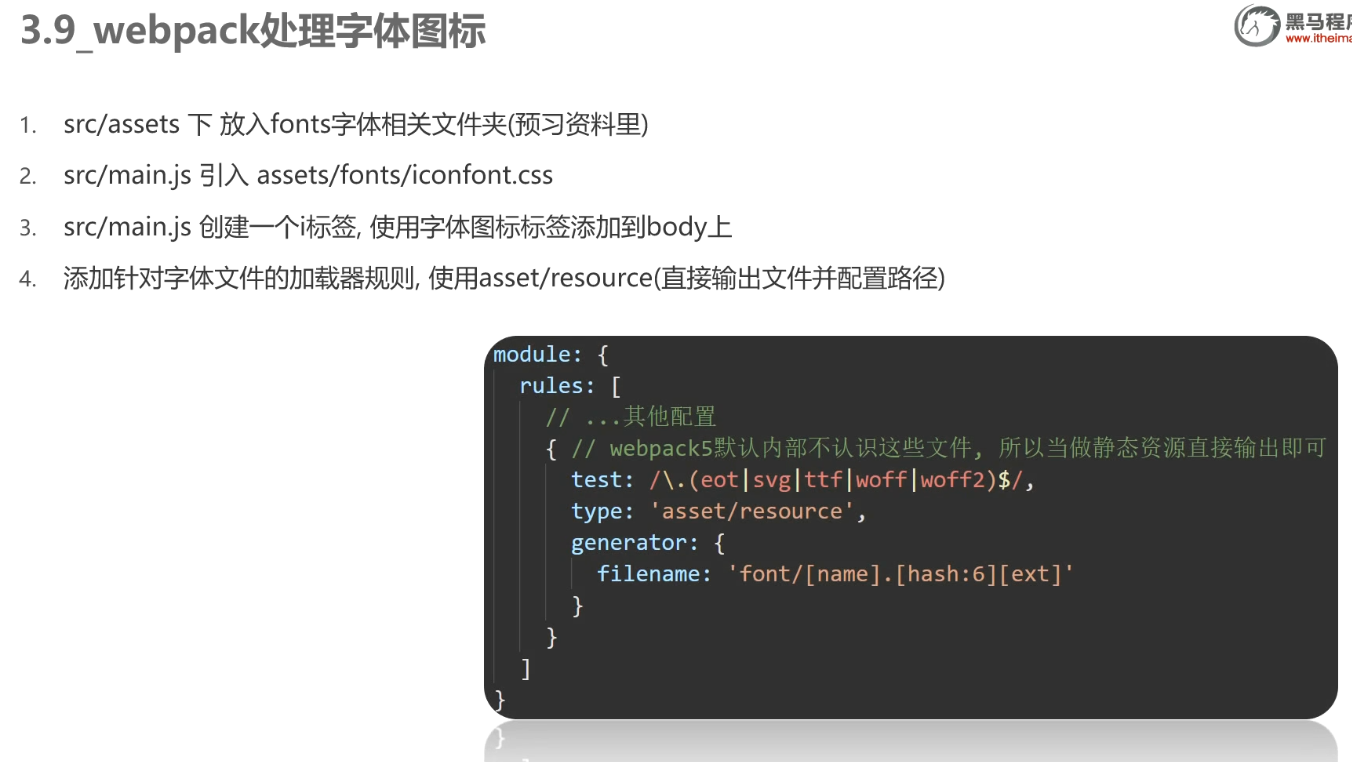 3.9_webpack处理字体图标
黑马程序
www.itheima
1. src/assets 下 放入fonts字体相关文件夹(预习资料里)
2. src/main.js 引入 assets/fonts/iconfont.css
3. src/main.js 创建一个i标签, 使用字体图标标签添加到body上
4. 添加针对字体文件的加载器规则, 使用asset/resource(直接输出文件并配置路径)
module: {
rules: [
// ...其他配置
{ // webpack5默认内部不认识这些文件, 所以当做静态资源直接输出即可
test: /\.(eot|svg|ttf|woff|woff2)$/,
type: 'asset/resource',
generator: {
filename: 'font/[name].[hash:6][ext]'
}
}
]
}